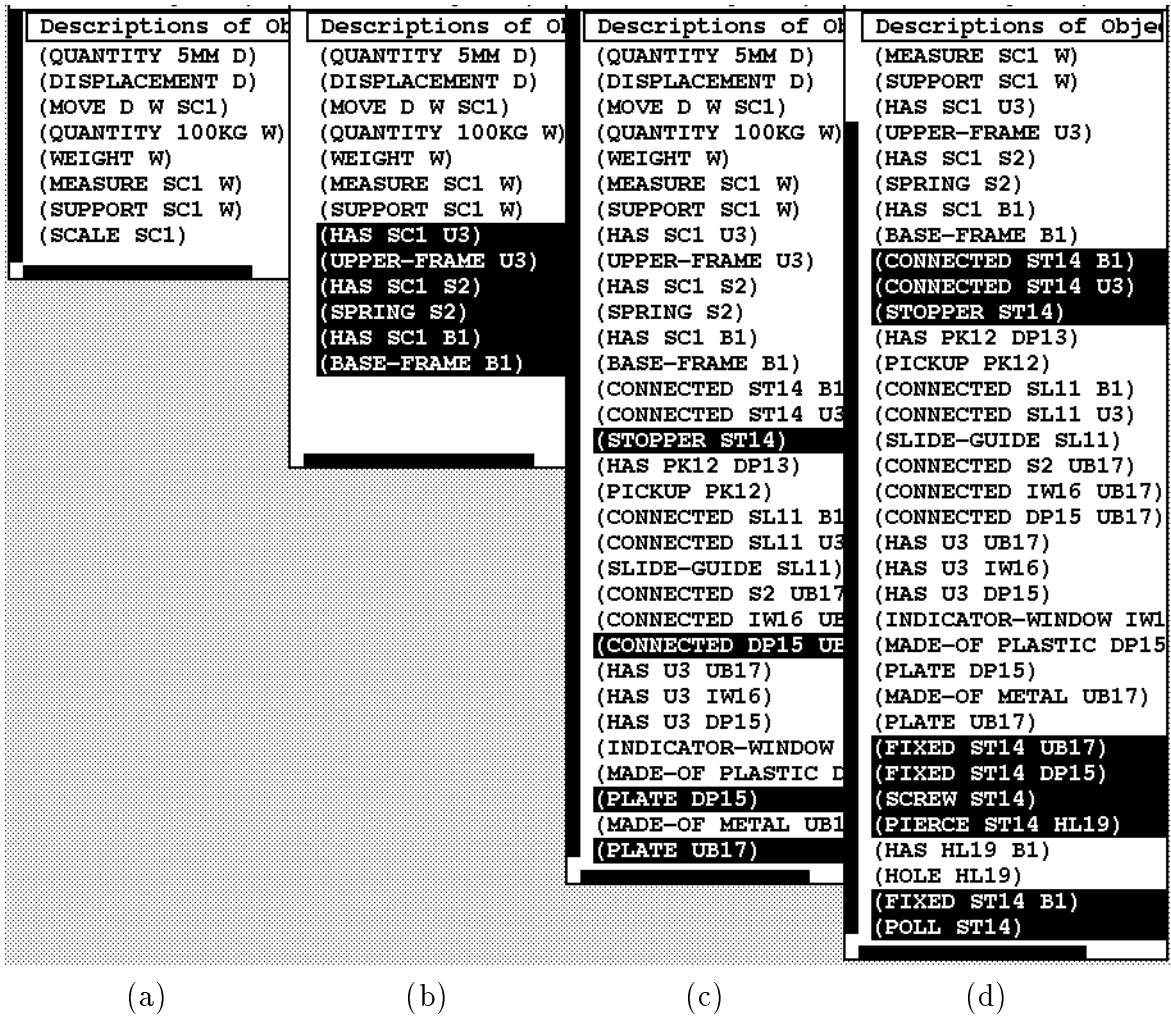 Descriptions of Ob
(QUANTITY 5MM D)
(DISPLACEMENT D)
(MOVE D W SC1)
(QUANTITY 100KG W)
(WEIGHT W)
(MEASURE SC1 W)
(SUPPORT SC1 W)
(SCALE SC1)
Descriptions of Ob
(QUANTITY 5MM D)
(DISPLACEMENT D)
(MOVE D W SC1)
(QUANTITY 100KG W)
(WEIGHT W)
(MEASURE SC1 W)
(SUPPORT SC1 W)
(HAS SC1 U3)
(UPPER-FRAME U3)
(HAS SC1 S2)
(SPRING S2)
(HAS SC1 B1)
(BASE-FRAME B1)
Descriptions of Ob
(QUANTITY 5MM D)
(DISPLACEMENT D)
(MOVE D W SC1)
(QUANTITY 100KG W)
(WEIGHT W)
(MEASURE SC1 W)
(SUPPORT SC1 W)
(HAS SC1 U3)
(UPPER-FRAME U3)
(HAS SC1 S2)
(SPRING S2)
(HAS SC1 B1)
(BASE-FRAME B1)
(CONNECTED ST14 B1
(CONNECTED ST14 U3
(STOPPER ST14)
(HAS PK12 DP13)
(PICKUP PK12)
(CONNECTED SL11 B1
(CONNECTED SL11 U3
(SLIDE-GUIDE SL11)
(CONNECTED S2 UB17
(CONNECTED IW16 UB
(CONNECTED DP15 UB
(HAS U3 UB17)
(HAS U3 IW16)
(HAS U3 DP15)
(INDICATOR-WINDOW
(MADE-OF PLASTIC D
(PLATE DP15)
(MADE-OF METAL UB1
(PLATE UB17)
Descriptions of Obje
(MEASURE SC1 W)
(SUPPORT SC1 W)
(HAS SC1 U3)
(UPPER-FRAME U3)
(HAS SC1 S2)
(SPRING S2)
(HAS SC1 B1)
(BASE-FRAME B1)
(CONNECTED ST14 B1)
(CONNECTED ST14 U3)
(STOPPER ST14)
(HAS PK12 DP13)
(PICKUP PK12)
(CONNECTED SL11 B1)
(CONNECTED SL11 U3)
(SLIDE-GUIDE SL11)
(CONNECTED S2 UB17)
(CONNECTED IW16 UB17)
(CONNECTED DP15 UB17)
(HAS U3 UB17)
(HAS U3 IW16)
(HAS U3 DP15)
(INDICATOR-WINDOW IW1
(MADE-OF PLASTIC DP15
(PLATE DP15)
(MADE-OF METAL UB17)
(PLATE UB17)
(FIXED ST14 UB17)
(FIXED ST14 DP15)
(SCREW ST14)
(PIERCE ST14 HL19)
(HAS HL19 B1)
(HOLE HL19)
(FIXED ST14 B1)
(POLL ST14)
(a) (b) (c) (d)